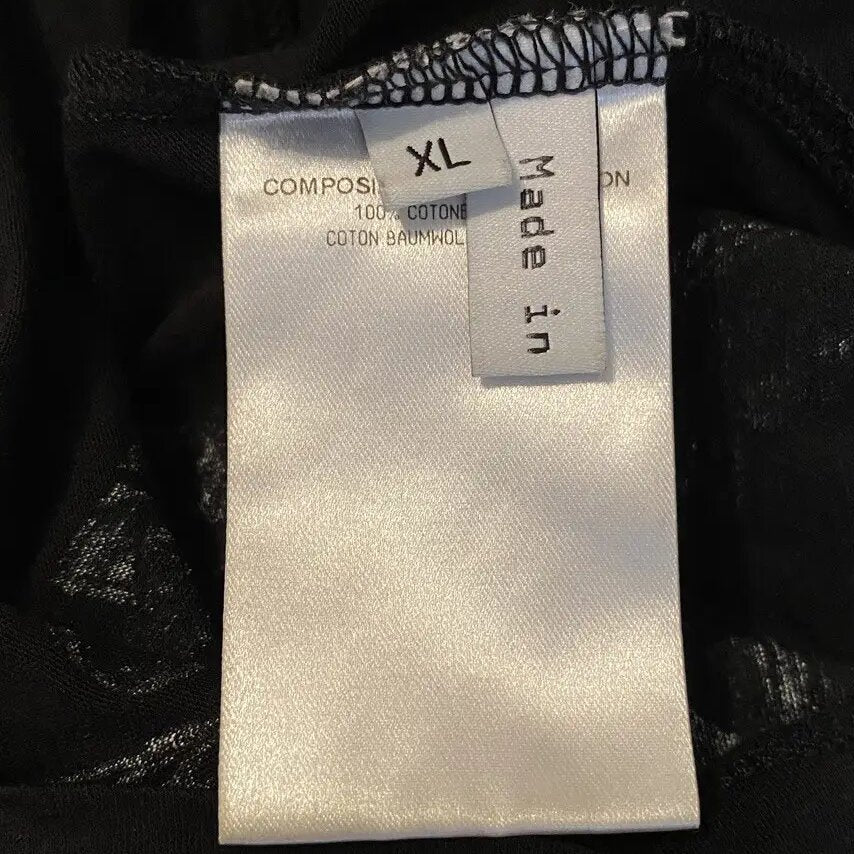 XL
Made in
COMPOSI ON
100% COTONE
COTON BAUMWOL